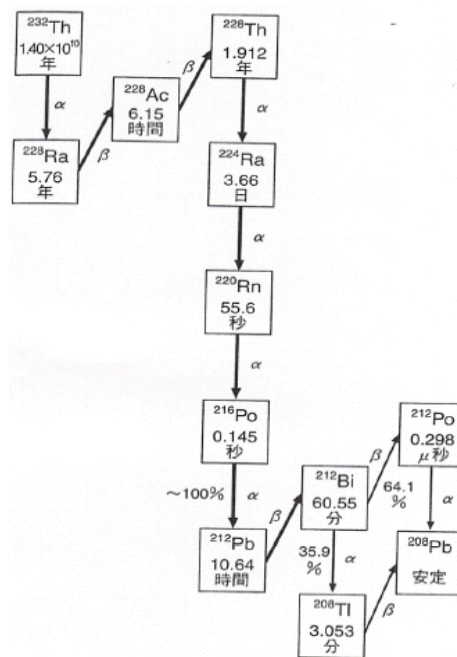 ²³²Th
1.40×10¹⁰
年
α
²²⁸Ra
5.76
年
β
²²⁸Ac
6.15
時間
β
²²⁸Th
1.912
年
α
²²⁴Ra
3.66
日
α
²²⁰Rn
55.6
秒
α
²¹⁶Po
0.145
秒
~100% α
²¹²Pb
10.64
時間
β
²¹²Bi
60.55
分
β
64.1
%
²¹²Po
0.298
μ秒
α
35.9
%
α
²⁰⁸Tl
3.053
分
β
²⁰⁸Pb
安定